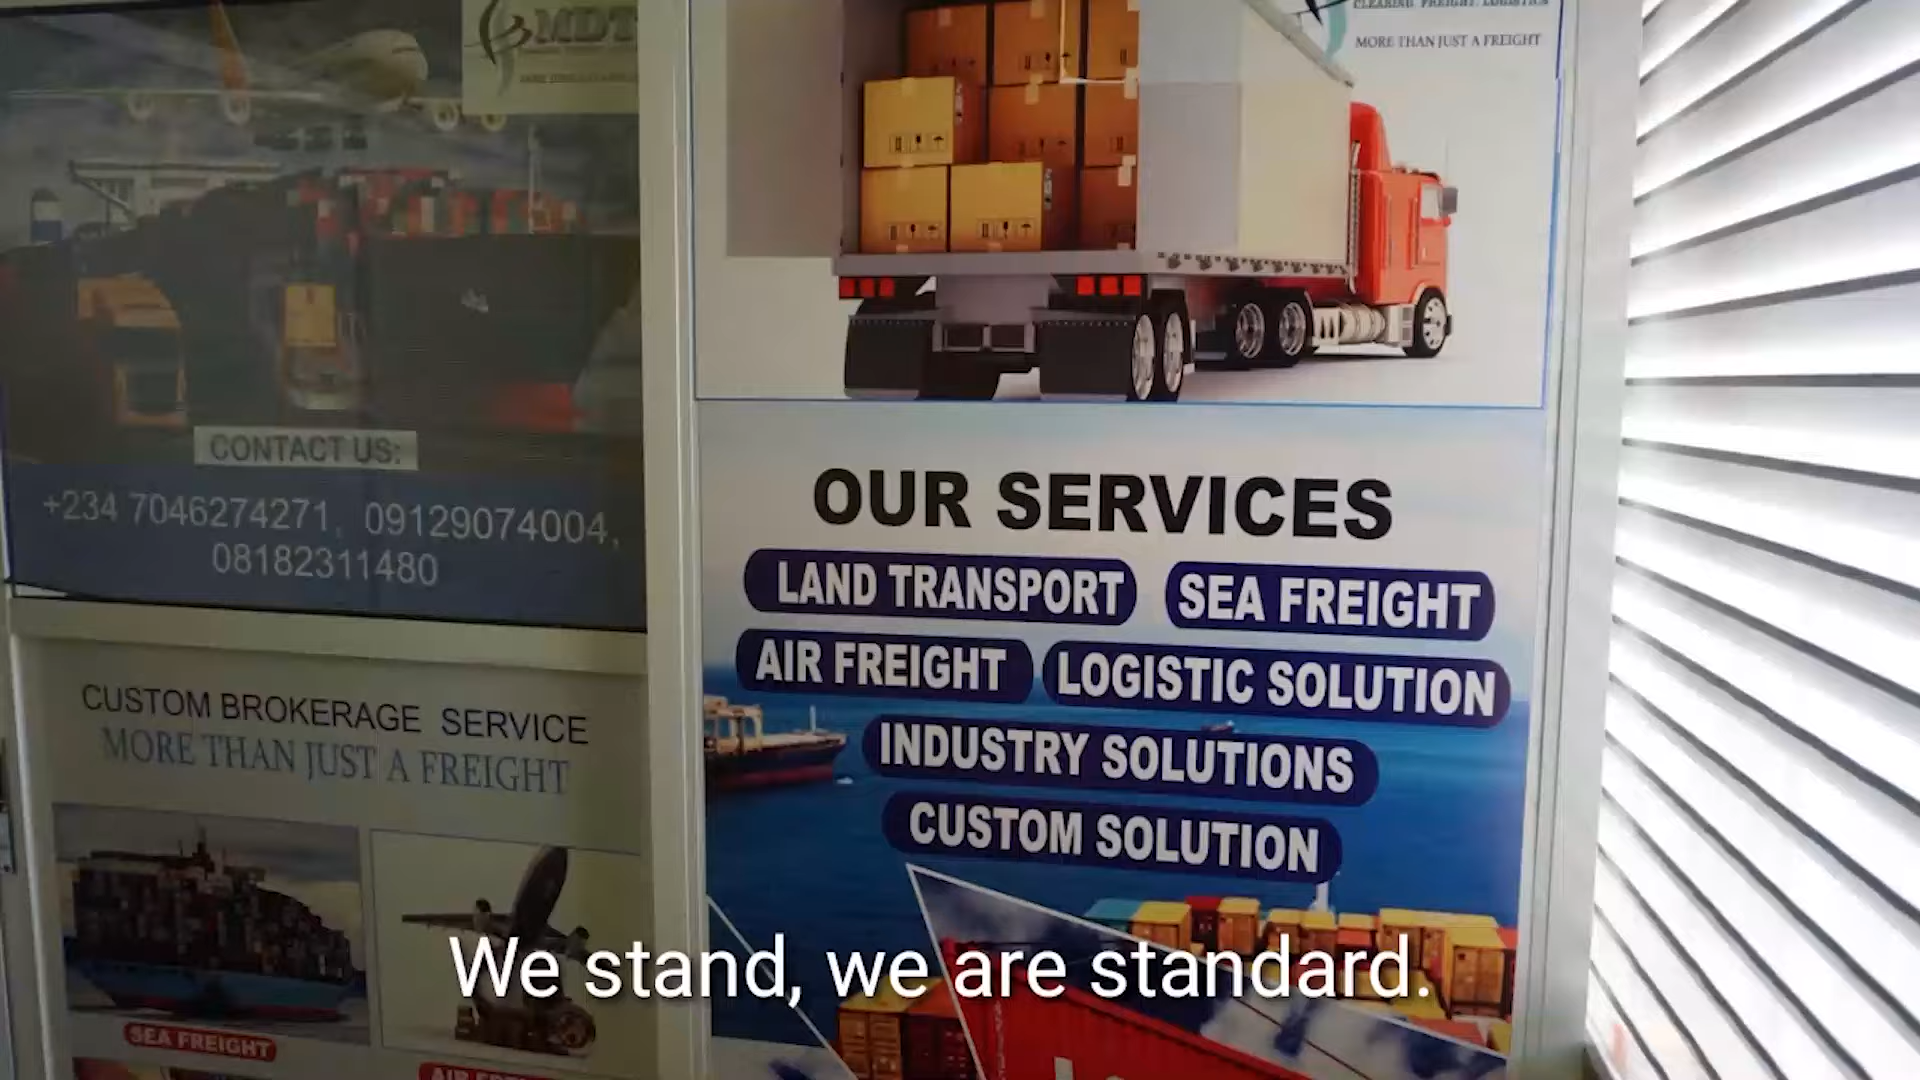 MDT
CONTACT US:
+234 7046274271, 09129074004,
08182311480
CUSTOM BROKERAGE SERVICE
MORE THAN JUST A FREIGHT
SEA FREIGHT
CLEARING FREIGHT LOGISTICS
MORE THAN JUST A FREIGHT
OUR SERVICES
LAND TRANSPORT
SEA FREIGHT
AIR FREIGHT
LOGISTIC SOLUTION
INDUSTRY SOLUTIONS
CUSTOM SOLUTION
We stand, we are standard.